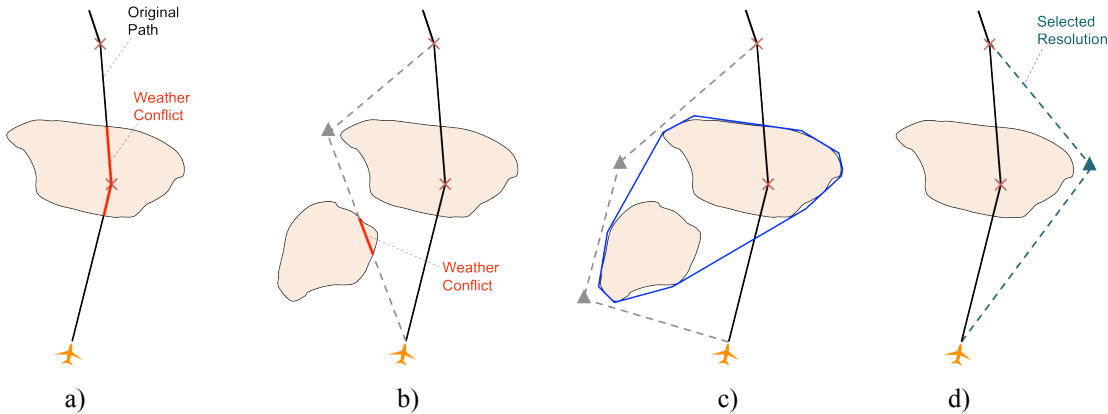 Original
Path
Weather
Conflict
Weather
Conflict
Selected
Resolution
a)
b)
c)
d)